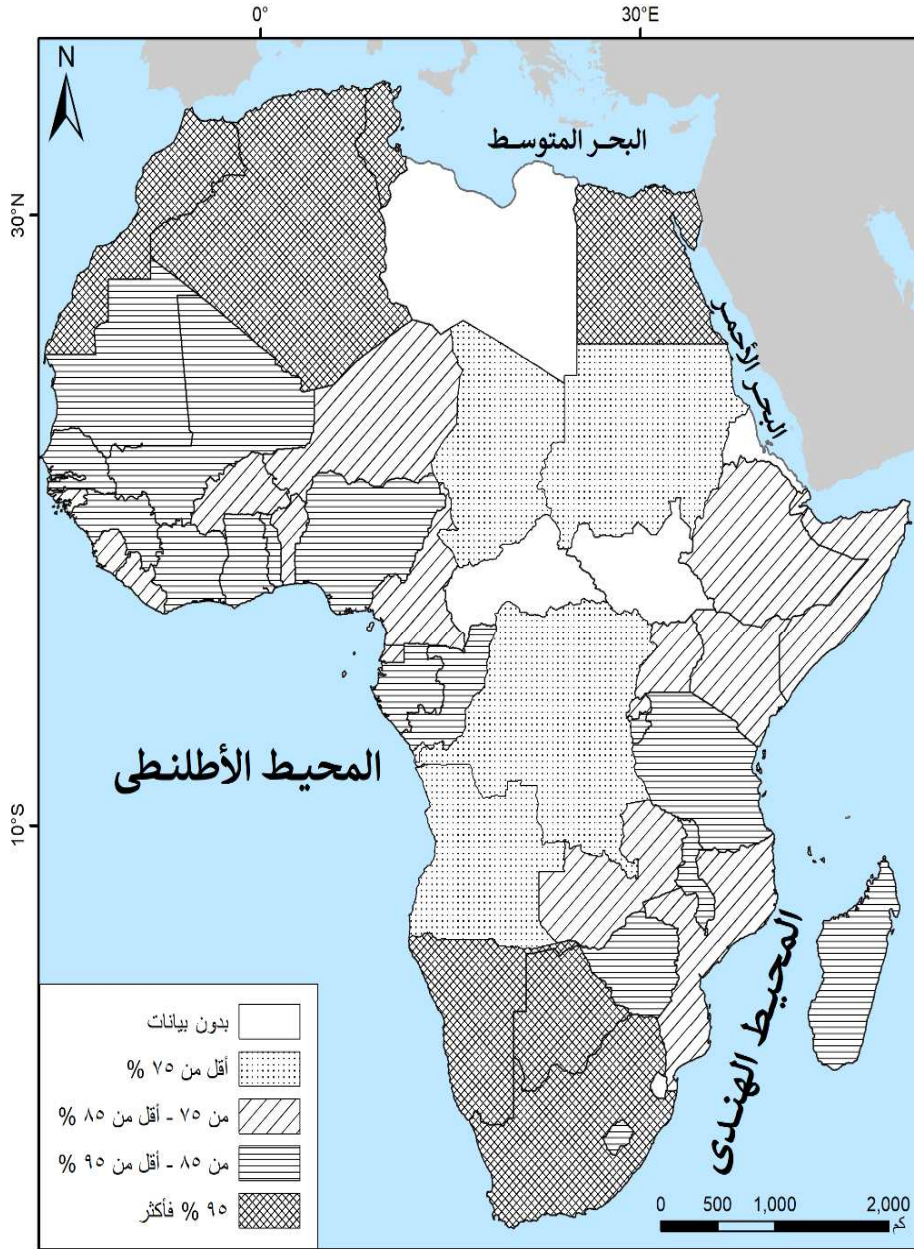 0°
30°E
N
30°N
10°S
البحر المتوسط
البحر الأحمر
المحيط الأطلنطى
المحيط الهندى
بدون بيانات
أقل من ٧٥ %
من ٧٥ - أقل من ٨٥ %
من ٨٥ - أقل من ٩٥ %
٩٥ % فأكثر
0 500 1,000 2,000
كم